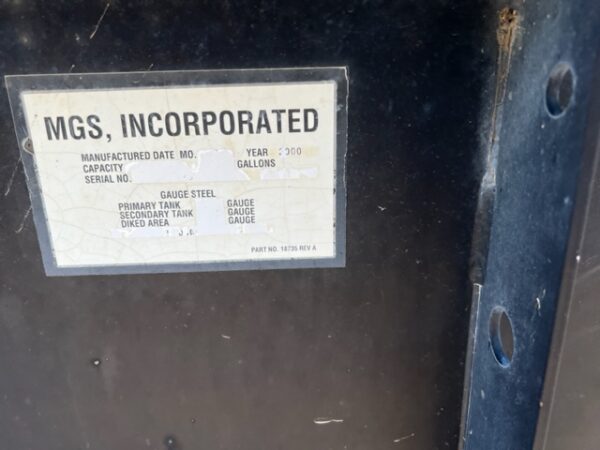 MGS, INCORPORATED
MANUFACTURED DATE MO. YEAR 2000
CAPACITY GALLONS
SERIAL NO.
GAUGE STEEL
PRIMARY TANK GAUGE
SECONDARY TANK GAUGE
DIKED AREA GAUGE
PART NO. 18735 REV A